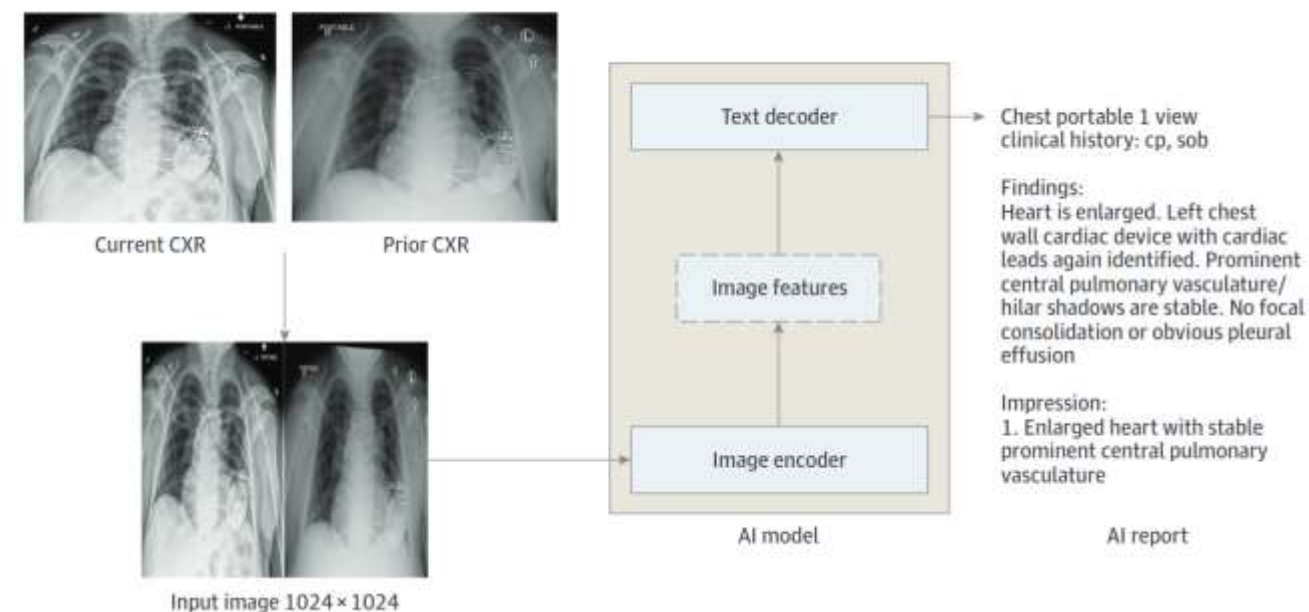 PORTABLE
PORTABLE
Current CXR
Prior CXR
Input image 1024 × 1024
Text decoder
Image features
Image encoder
AI model
Chest portable 1 view
clinical history: cp, sob
Findings:
Heart is enlarged. Left chest
wall cardiac device with cardiac
leads again identified. Prominent
central pulmonary vasculature/
hilar shadows are stable. No focal
consolidation or obvious pleural
effusion
Impression:
1. Enlarged heart with stable
prominent central pulmonary
vasculature
AI report